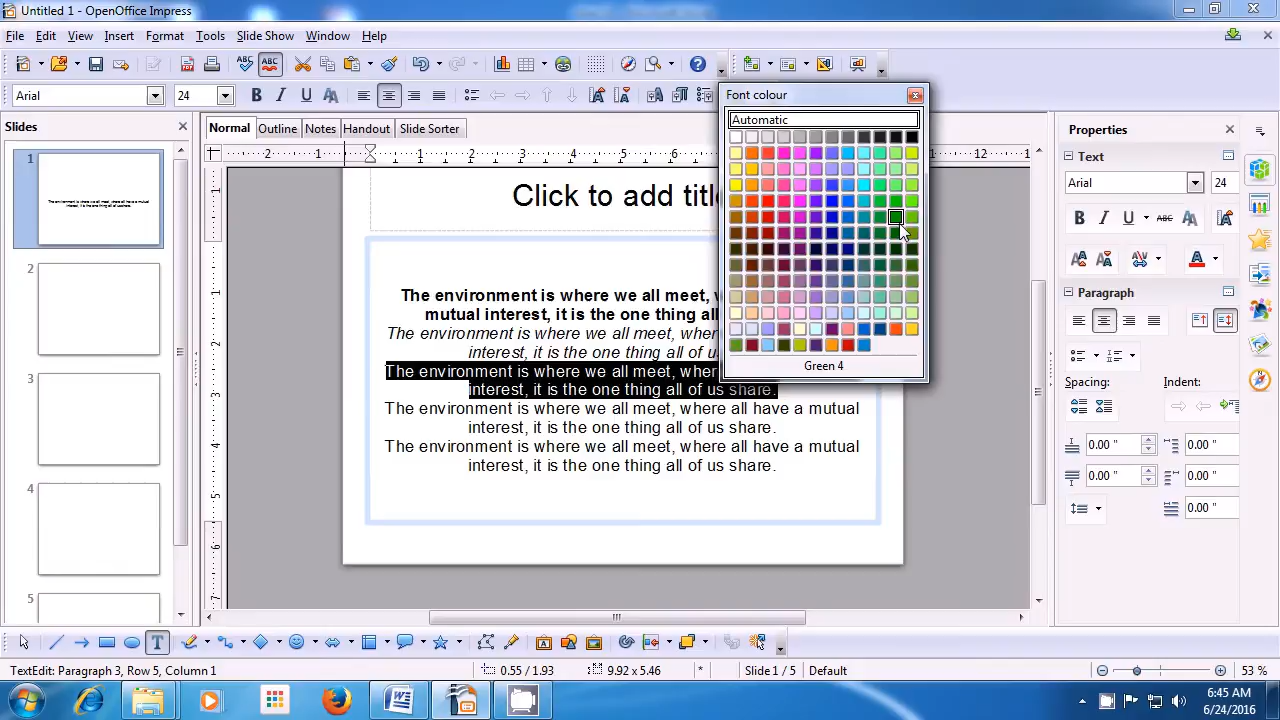 Untitled 1 - OpenOffice Impress
File Edit View Insert Format Tools Slide Show Window Help
Arial 24
Font colour
Automatic
Green 4
Slides
Normal Outline Notes Handout Slide Sorter
1
2
3
4
5
Click to add titl
The environment is where we all meet, w
mutual interest, it is the one thing all of
The environment is where we all meet, wher
interest, it is the one thing all of us
The environment is where we all meet, wher
interest, it is the one thing all of us share.
The environment is where we all meet, where all have a mutual
interest, it is the one thing all of us share.
The environment is where we all meet, where all have a mutual
interest, it is the one thing all of us share.
Properties
Text
Arial 24
Paragraph
Spacing: Indent:
0.00 " 0.00 "
0.00 " 0.00 "
0.00 "
TextEdit: Paragraph 3, Row 5, Column 1 0.55 / 1.93 9.92 x 5.46 * Slide 1 / 5 Default 53 %
6:45 AM
6/24/2016